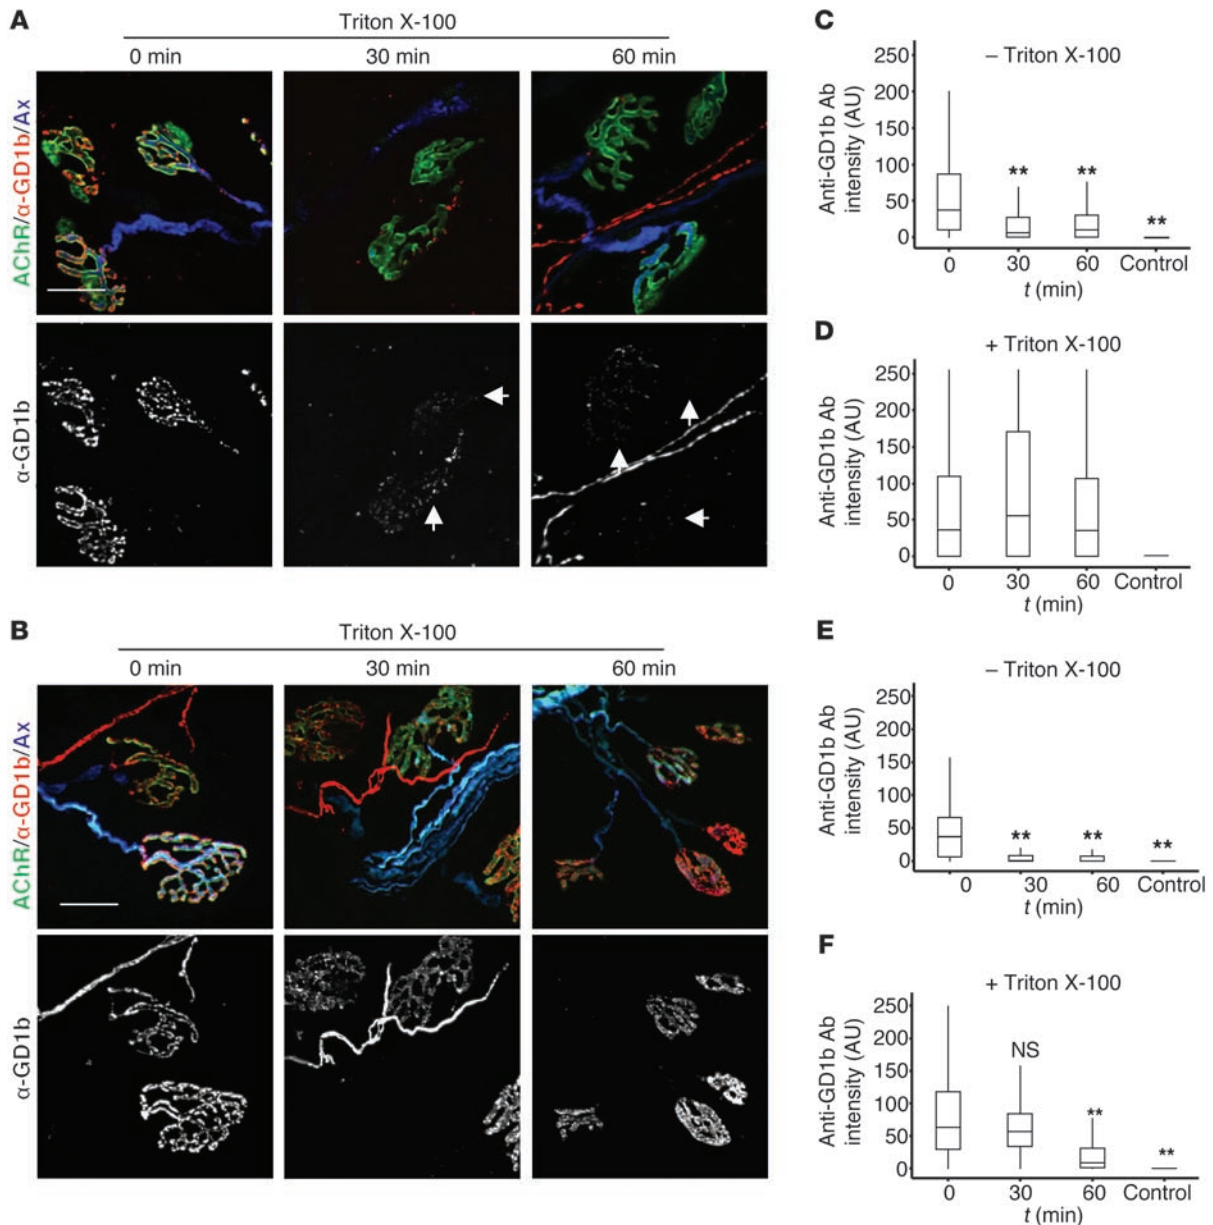 A
Triton X-100
0 min 30 min 60 min
AChR/α-GD1b/Ax
α-GD1b
B
Triton X-100
0 min 30 min 60 min
AChR/α-GD1b/Ax
α-GD1b
C
– Triton X-100
Anti-GD1b Ab
intensity (AU)
250
200
150
100
50
0
** ** **
0 30 60 Control
t (min)
D
+ Triton X-100
Anti-GD1b Ab
intensity (AU)
250
200
150
100
50
0
0 30 60 Control
t (min)
E
– Triton X-100
Anti-GD1b Ab
intensity (AU)
250
200
150
100
50
0
** ** **
0 30 60 Control
t (min)
F
+ Triton X-100
Anti-GD1b Ab
intensity (AU)
250
200
150
100
50
0
NS
** **
0 30 60 Control
t (min)